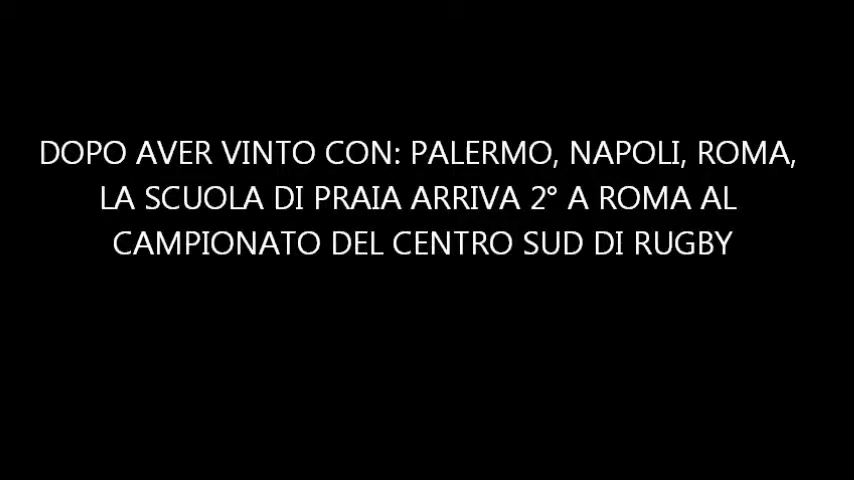 DOPO AVER VINTO CON: PALERMO, NAPOLI, ROMA,
LA SCUOLA DI PRAIA ARRIVA 2° A ROMA AL
CAMPIONATO DEL CENTRO SUD DI RUGBY